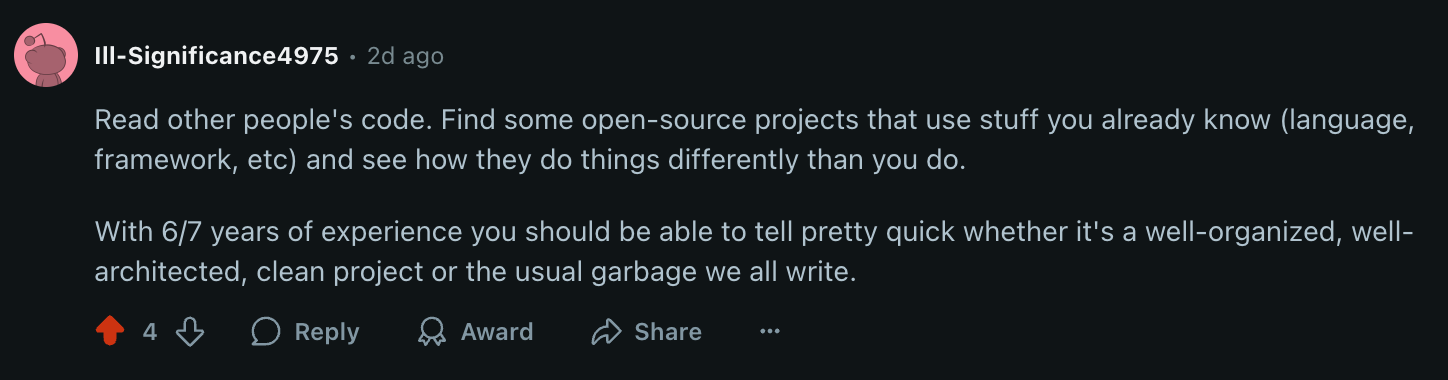 Ill-Significance4975 • 2d ago
Read other people's code. Find some open-source projects that use stuff you already know (language,
framework, etc) and see how they do things differently than you do.
With 6/7 years of experience you should be able to tell pretty quick whether it's a well-organized, well-
architected, clean project or the usual garbage we all write.
4 Reply Award Share ...